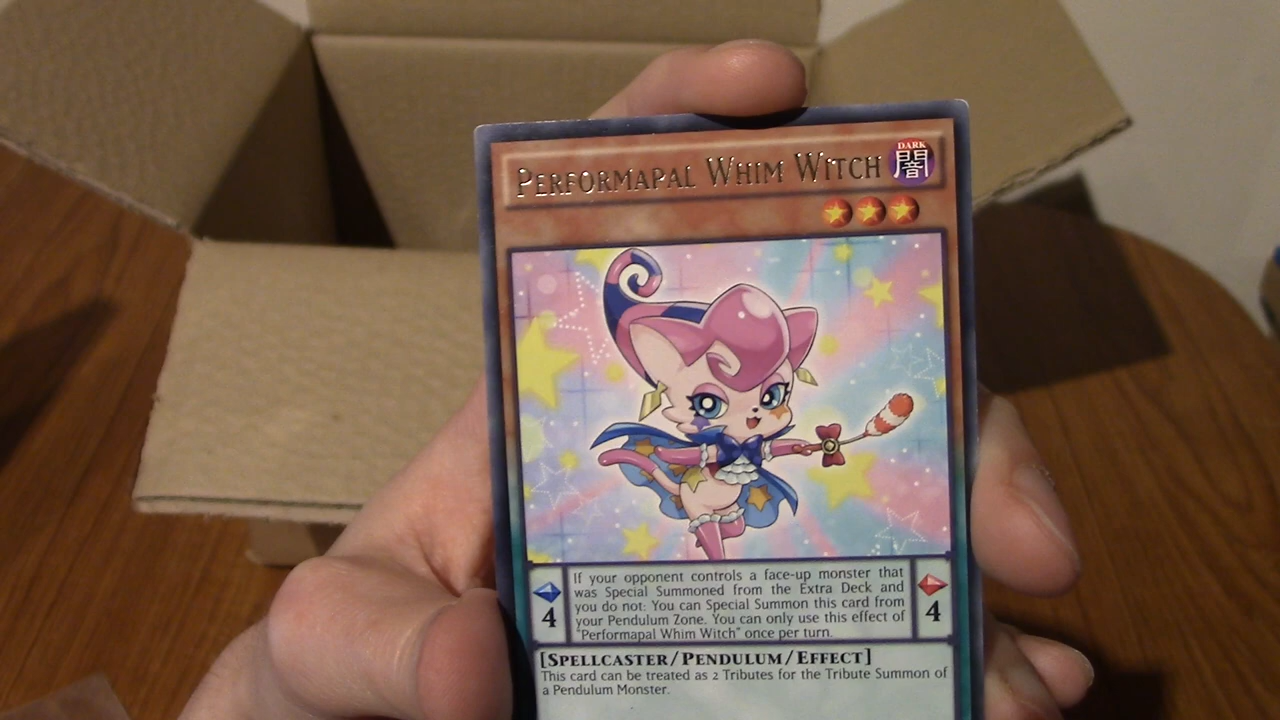 PERFORMAPAL WHIM WITCH
DARK
闇
If your opponent controls a face-up monster that
was Special Summoned from the Extra Deck and
you do not: You can Special Summon this card from
your Pendulum Zone. You can only use this effect of
"Performapal Whim Witch" once per turn.
4
4
[SPELLCASTER/PENDULUM/EFFECT]
This card can be treated as 2 Tributes for the Tribute Summon of
a Pendulum Monster.